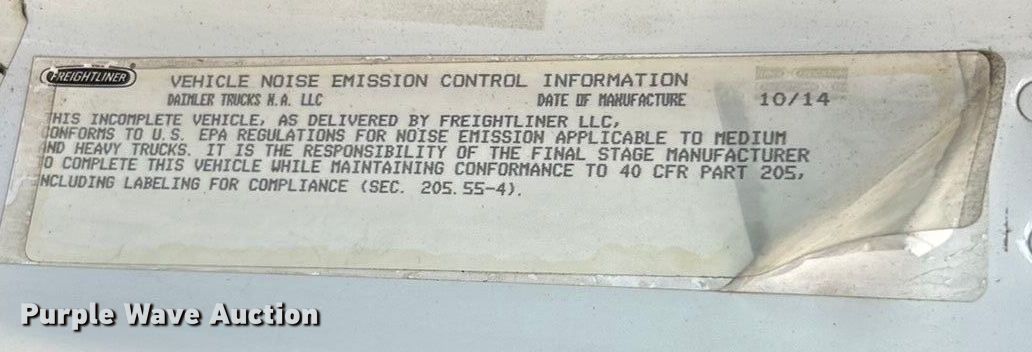 FREIGHTLINER
VEHICLE NOISE EMISSION CONTROL INFORMATION
DAIMLER TRUCKS N.A. LLC DATE OF MANUFACTURE 10/14
HIS INCOMPLETE VEHICLE, AS DELIVERED BY FREIGHTLINER LLC,
CONFORMS TO U.S. EPA REGULATIONS FOR NOISE EMISSION APPLICABLE TO MEDIUM
AND HEAVY TRUCKS. IT IS THE RESPONSIBILITY OF THE FINAL STAGE MANUFACTURER
TO COMPLETE THIS VEHICLE WHILE MAINTAINING CONFORMANCE TO 40 CFR PART 205,
INCLUDING LABELING FOR COMPLIANCE (SEC. 205.55-4).
Purple Wave Auction